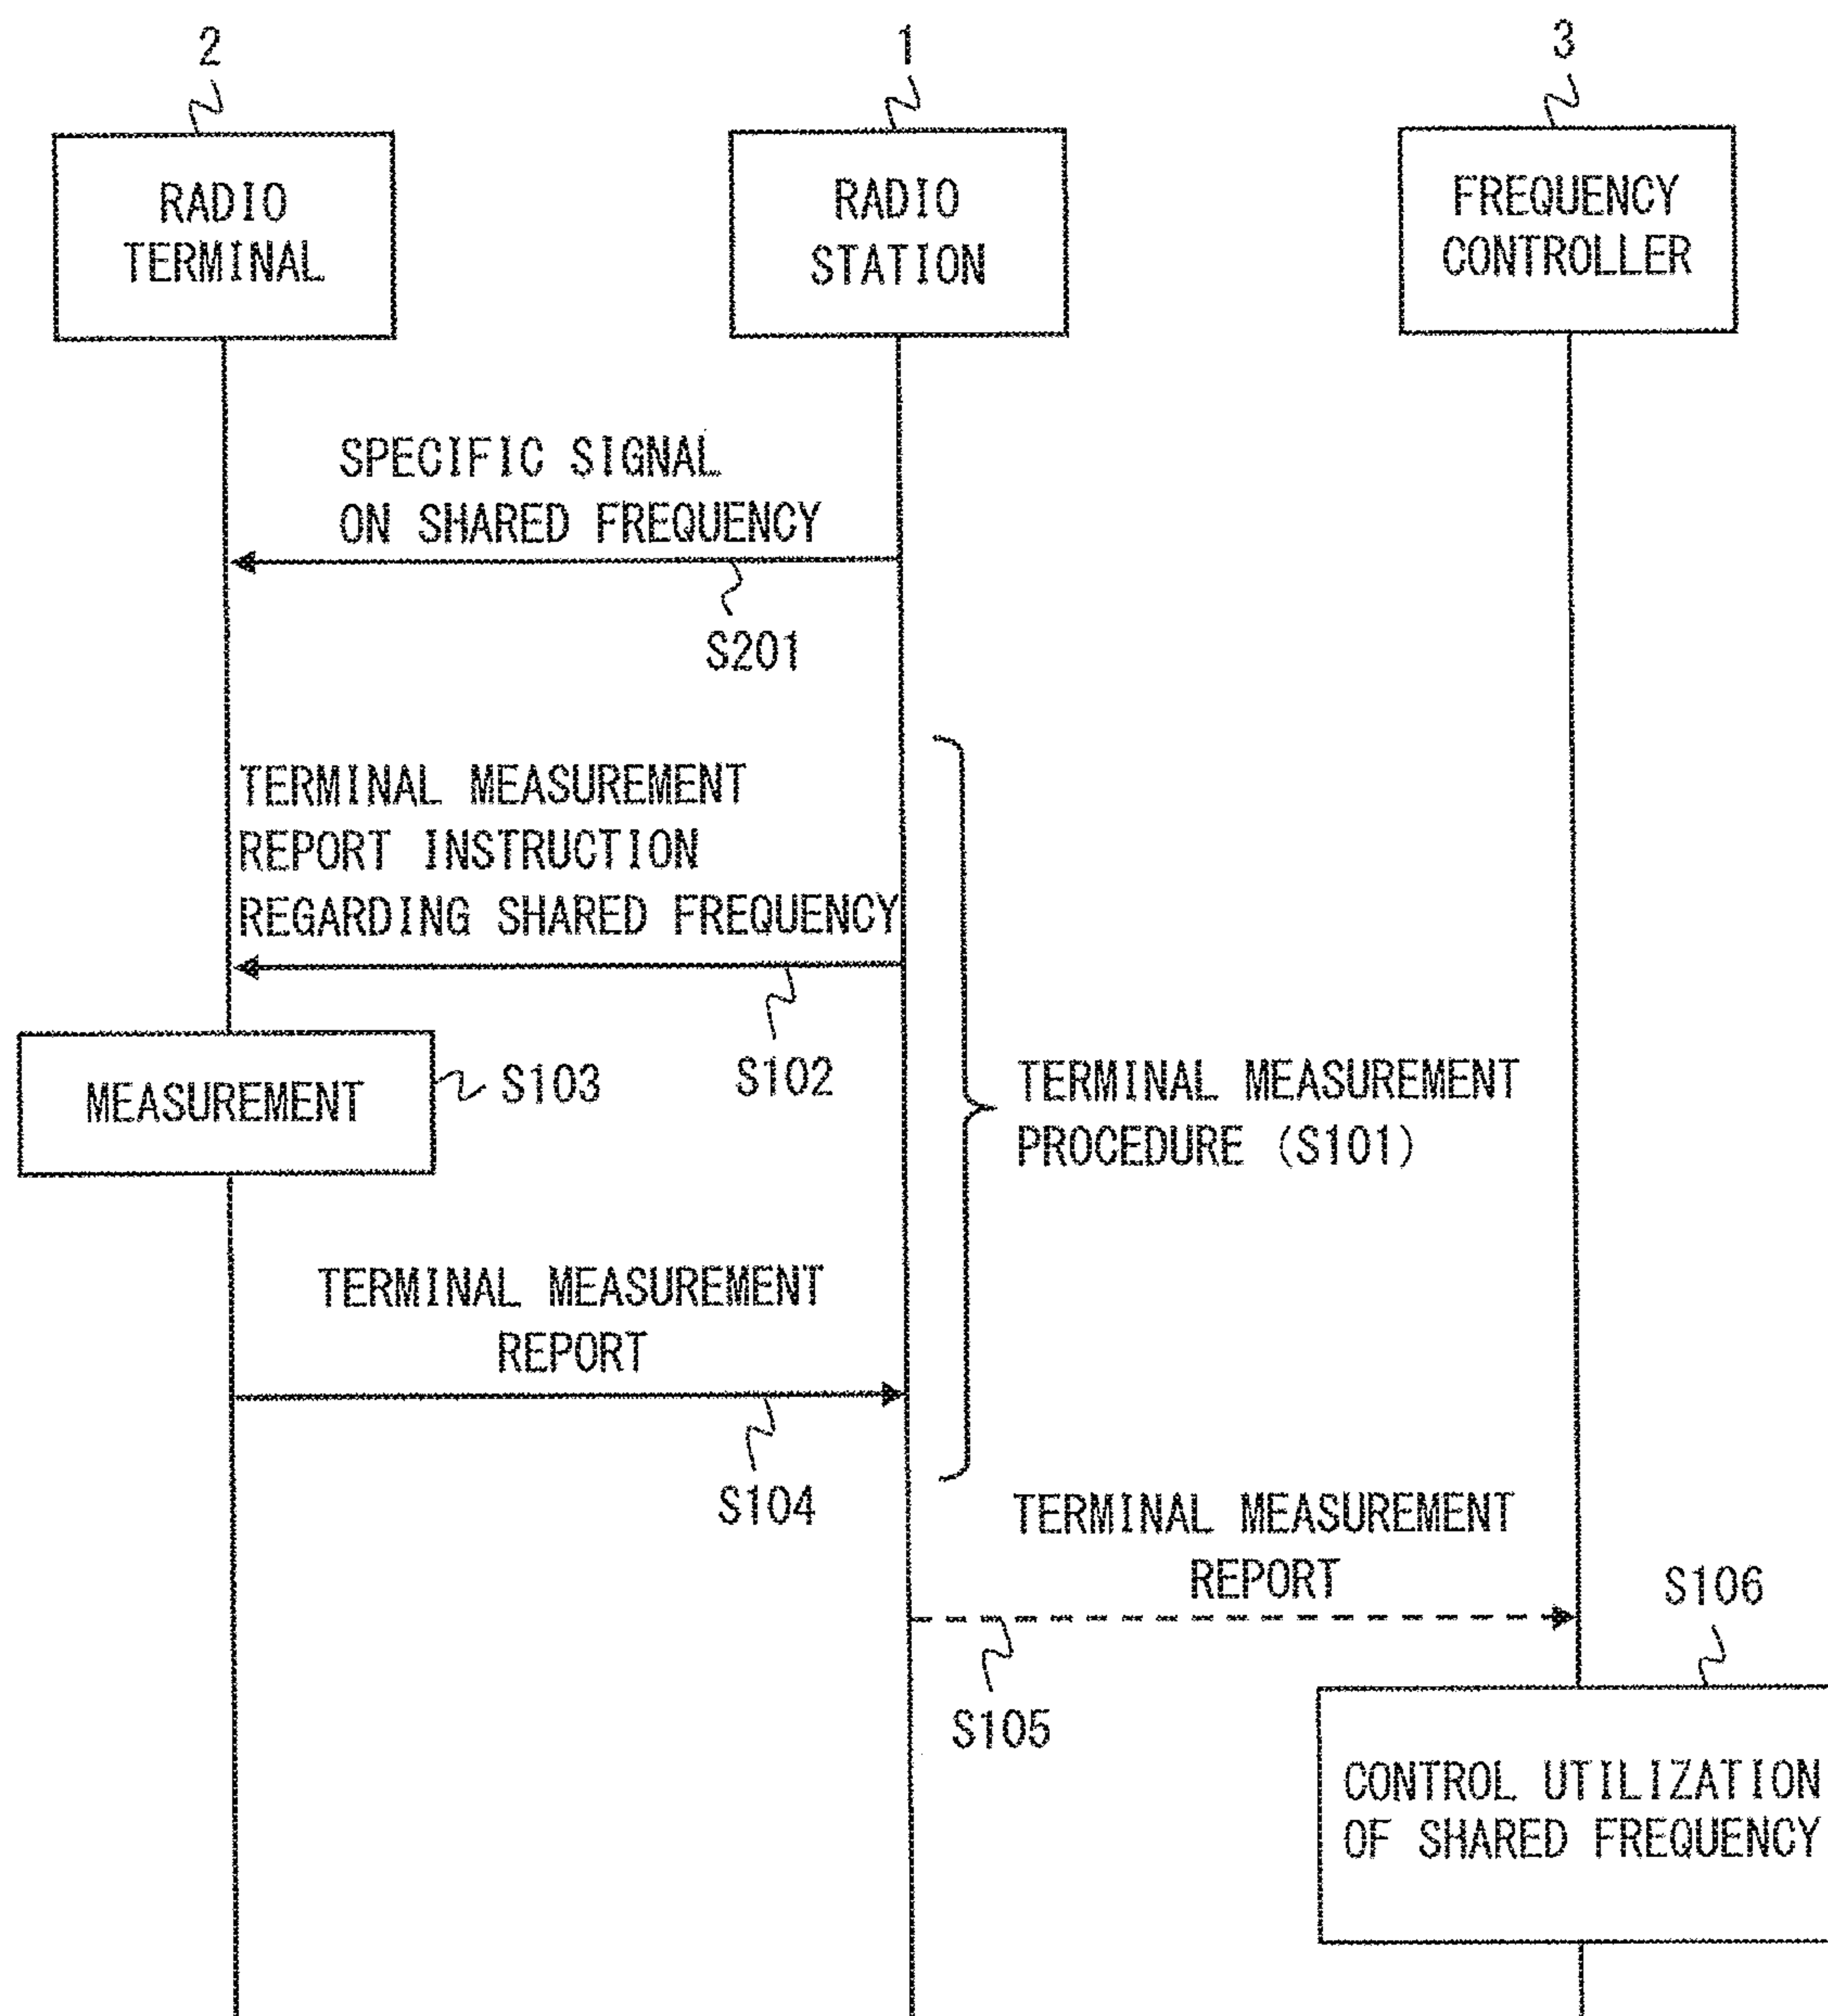 2
1
3
RADIO
TERMINAL
RADIO
STATION
FREQUENCY
CONTROLLER
SPECIFIC SIGNAL
ON SHARED FREQUENCY
S201
TERMINAL MEASUREMENT
REPORT INSTRUCTION
REGARDING SHARED FREQUENCY
S102
MEASUREMENT
S103
TERMINAL MEASUREMENT
PROCEDURE (S101)
TERMINAL MEASUREMENT
REPORT
S104
TERMINAL MEASUREMENT
REPORT
S105
S106
CONTROL UTILIZATION
OF SHARED FREQUENCY